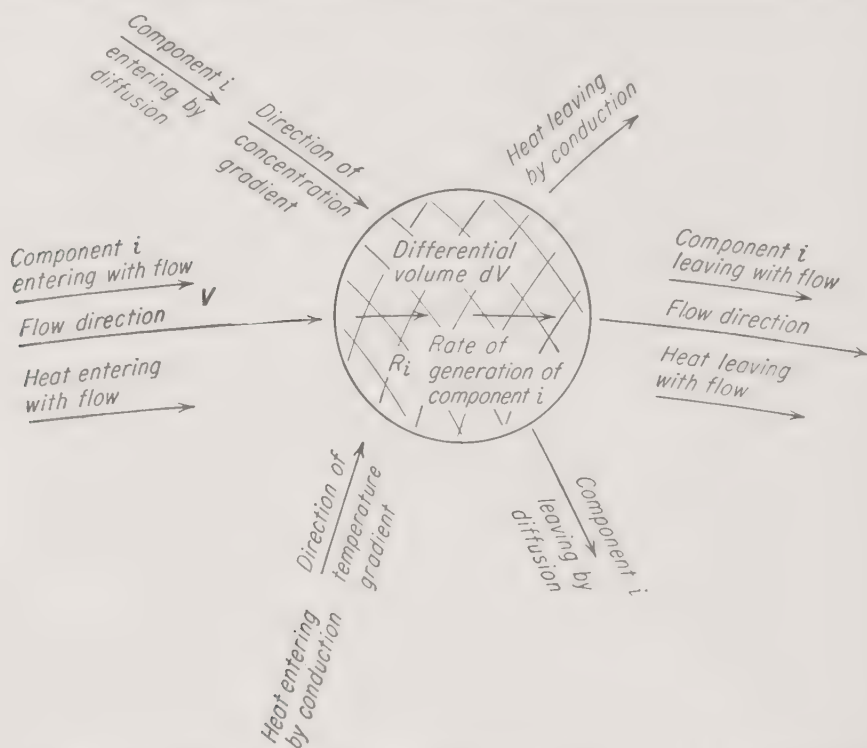 Component i
entering by
diffusion
Direction of
concentration
gradient
Heat leaving
by conduction
Component i
entering with flow
V
Flow direction
Heat entering
with flow
Differential
volume dV
Ri
Rate of
generation of
component i
Component i
leaving with flow
Flow direction
Heat leaving
with flow
Direction of
temperature
gradient
Heat entering
by conduction
Component i
leaving by
diffusion